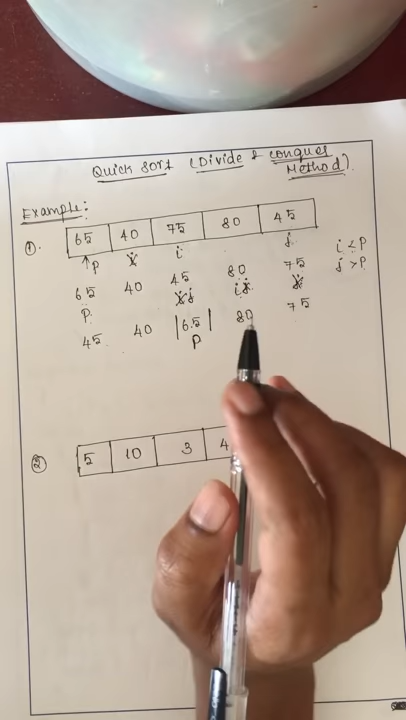 Quick sort (Divide & Conquer
Method).
Example:
①. 65 40 75 80 45
↑P i i j i < P
65 40 45 80 75 j > P
P i j i j j
45 40 |65| 80 75
P
② 5 10 3 4